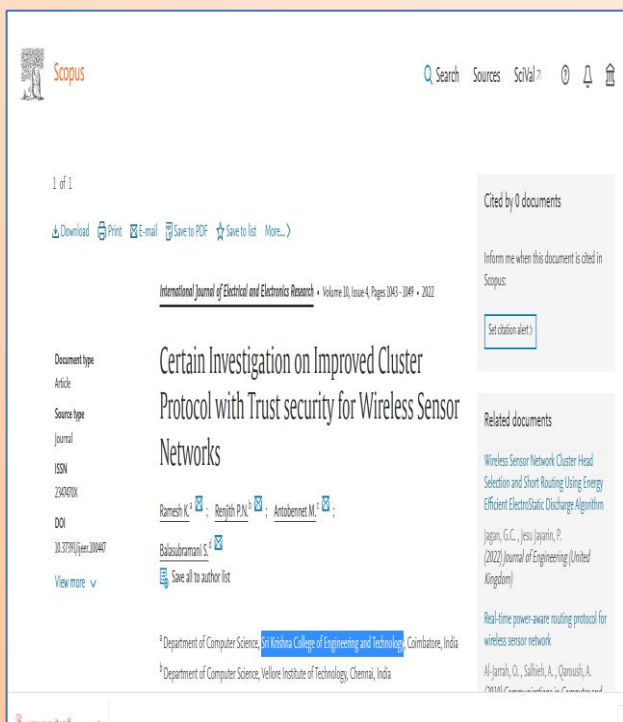 Scopus
Search Sources SciVal
1 of 1
Download Print E-mail Save to PDF Save to list More...
International Journal of Electrical and Electronics Research • Volume 10, Issue 4, Pages 1043 - 1049 • 2022
Document type
Article
Source type
Journal
ISSN
2347470X
DOI
10.37391/ijeer.100447
View more
Certain Investigation on Improved Cluster
Protocol with Trust security for Wireless Sensor
Networks
Ramesh K.a ; Renjith P.N.b ; Antobennet M.c ;
Balasubramani S.d
Save all to author list
a Department of Computer Science, Sri Krishna College of Engineering and Technology, Coimbatore, India
b Department of Computer Science, Vellore Institute of Technology, Chennai, India
Cited by 0 documents
Inform me when this document is cited in
Scopus:
Set citation alert
Related documents
Wireless Sensor Network Cluster Head
Selection and Short Routing Using Energy
Efficient ElectroStatic Discharge Algorithm
Jagan, G.C. , Jesu Jayarin, P.
(2022) Journal of Engineering (United
Kingdom)
Real-time power-aware routing protocol for
wireless sensor network
Al-Jarrah, O. , Salhieh, A. , Qaroush, A.
(2010) Communications in Computer and